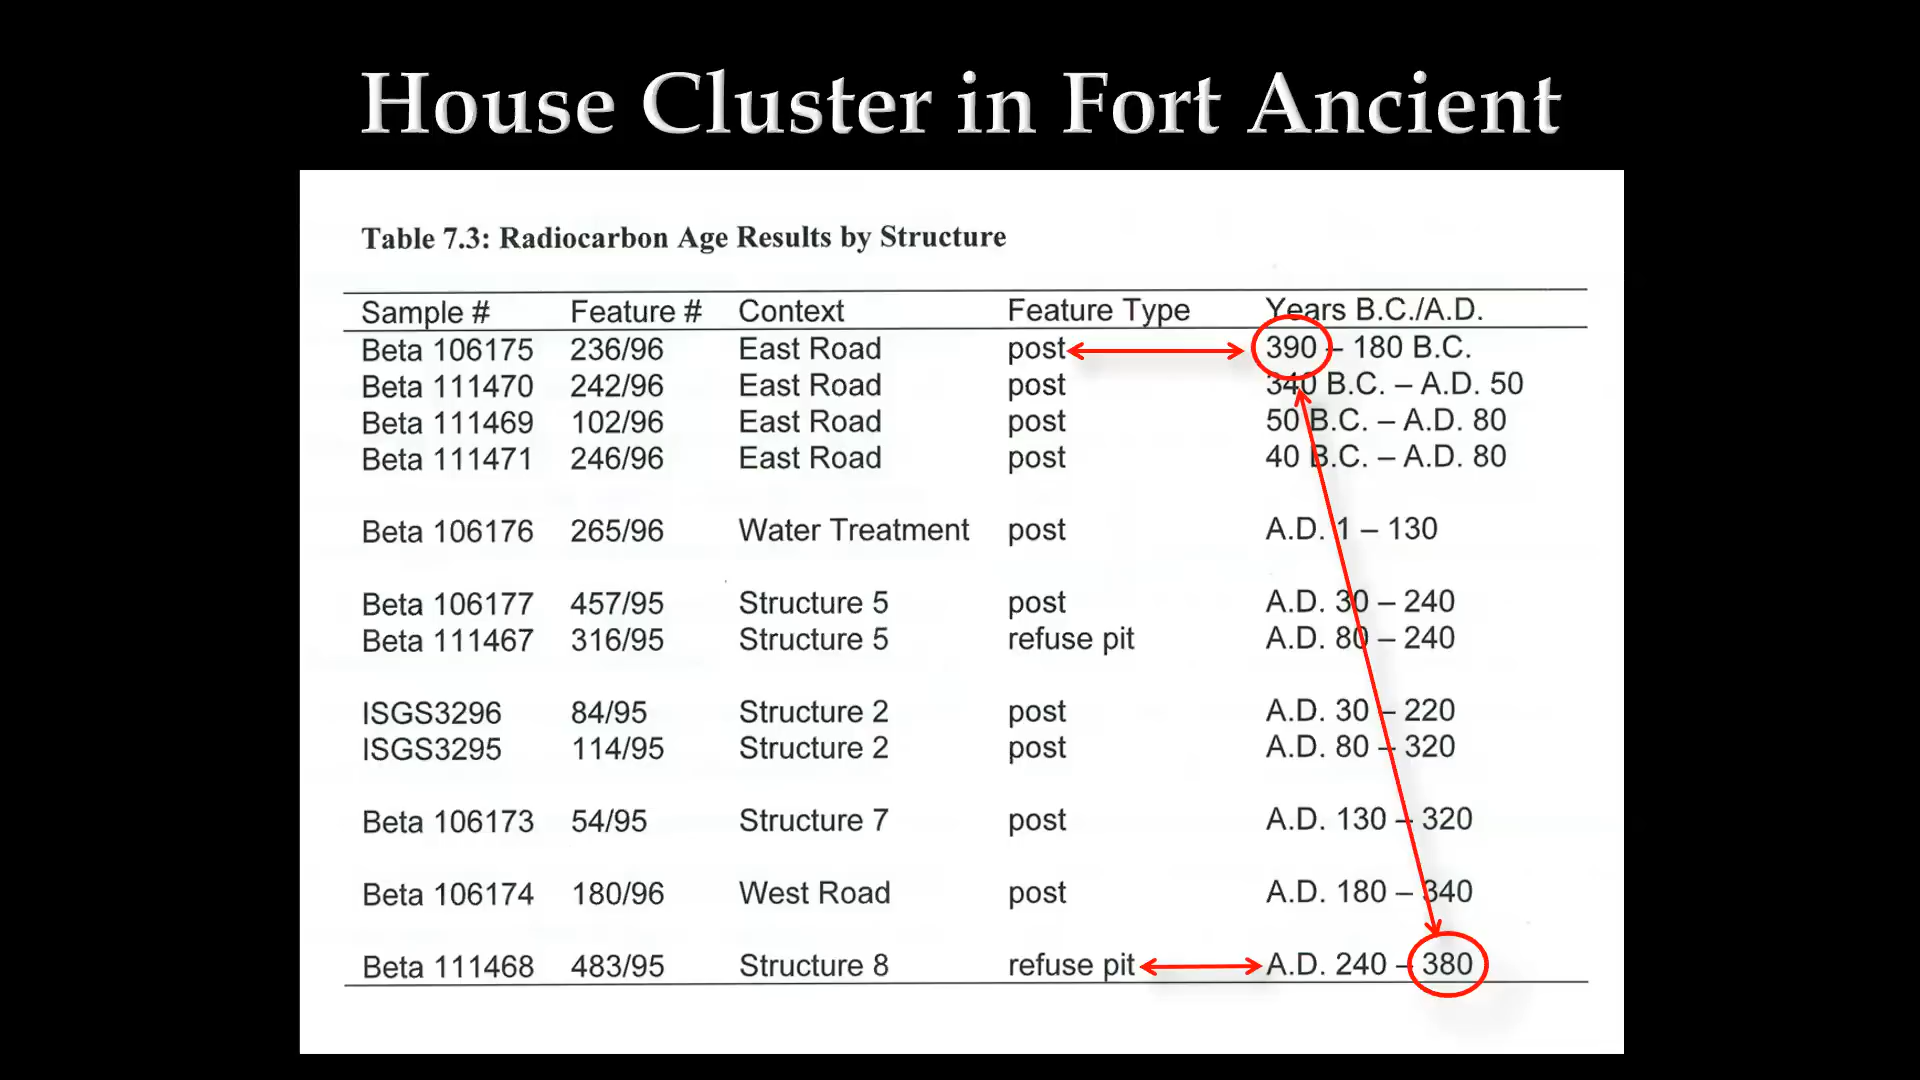 House Cluster in Fort Ancient
Table 7.3: Radiocarbon Age Results by Structure
Sample # Feature # Context Feature Type Years B.C./A.D.
Beta 106175 236/96 East Road post 390 – 180 B.C.
Beta 111470 242/96 East Road post 340 B.C. – A.D. 50
Beta 111469 102/96 East Road post 50 B.C. – A.D. 80
Beta 111471 246/96 East Road post 40 B.C. – A.D. 80
Beta 106176 265/96 Water Treatment post A.D. 1 – 130
Beta 106177 457/95 Structure 5 post A.D. 30 – 240
Beta 111467 316/95 Structure 5 refuse pit A.D. 80 – 240
ISGS3296 84/95 Structure 2 post A.D. 30 – 220
ISGS3295 114/95 Structure 2 post A.D. 80 – 320
Beta 106173 54/95 Structure 7 post A.D. 130 – 320
Beta 106174 180/96 West Road post A.D. 180 – 340
Beta 111468 483/95 Structure 8 refuse pit A.D. 240 – 380